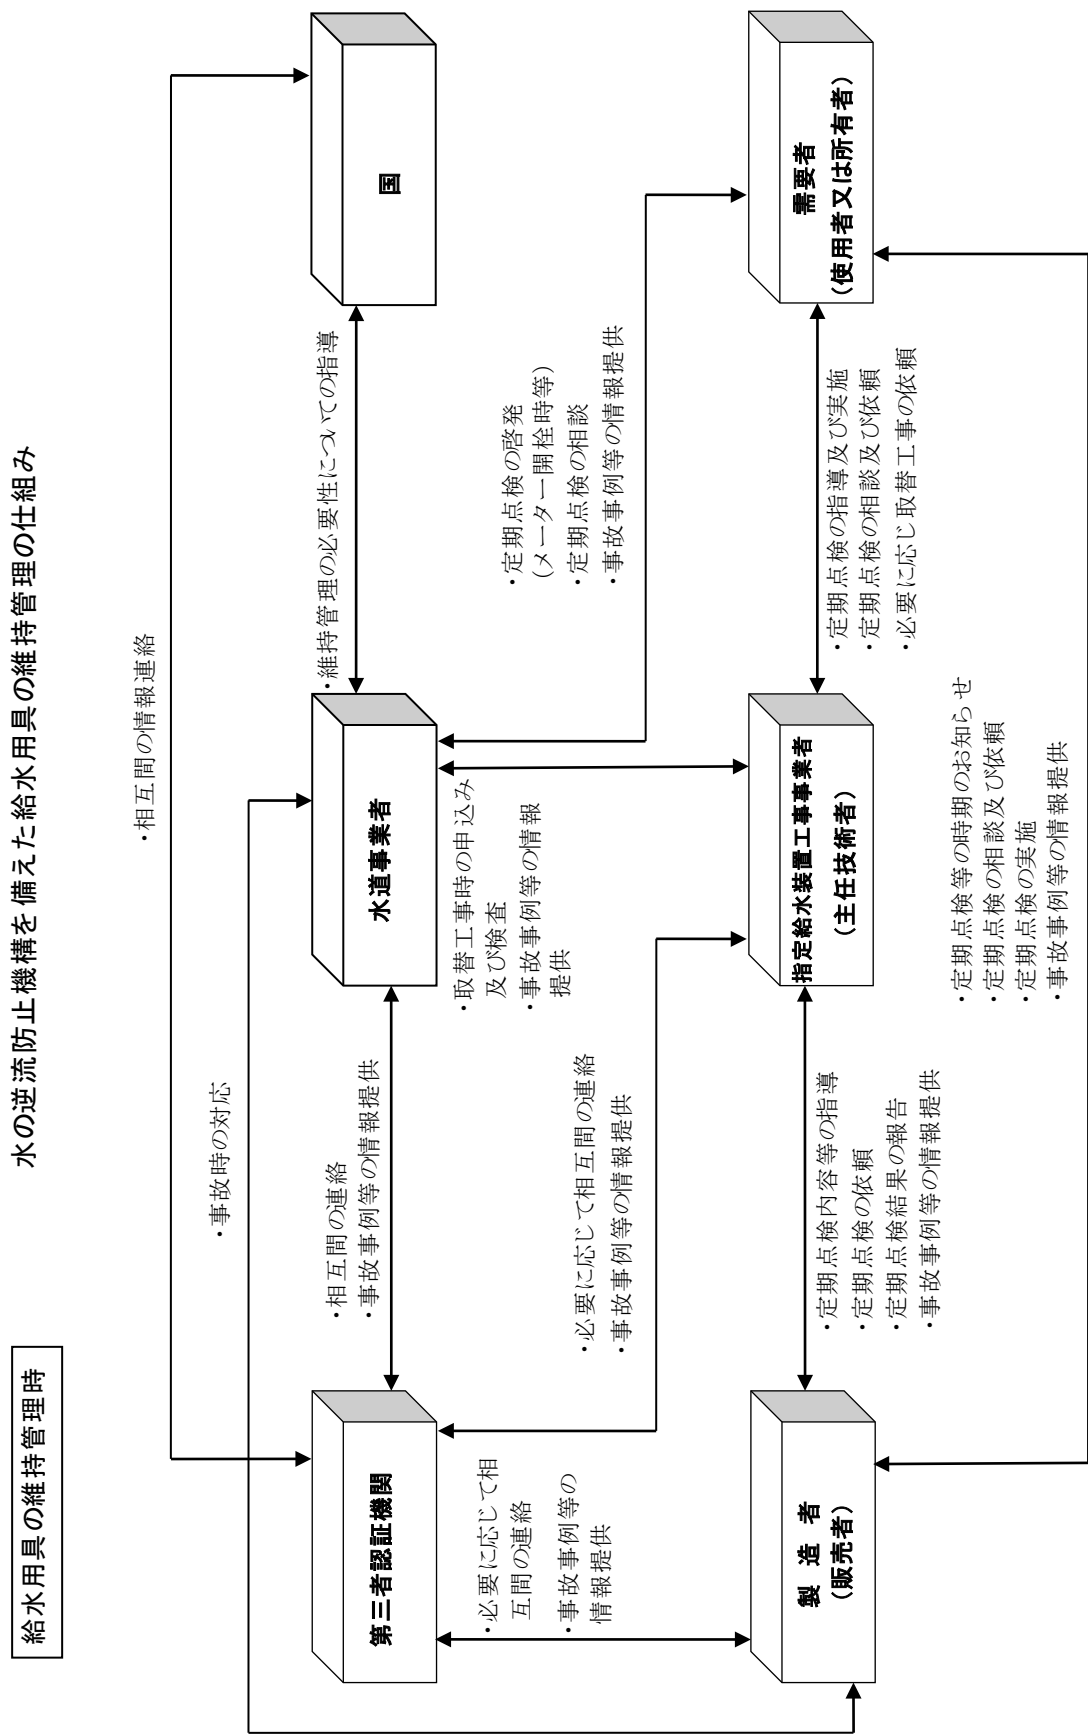 水の逆流防止機構を備えた給水用具の維持管理の仕組み
給水用具の維持管理時
・相互間の情報連絡
・事故時の対応
第三者認証機関
・相互間の連絡
・事故事例等の情報提供
水道事業者
・維持管理の必要性についての指導
国
・必要に応じて相
互間の連絡
・事故事例等の
情報提供
・必要に応じて相互間の連絡
・事故事例等の情報提供
・取替工事時の申込み
及び検査
・事故事例等の情報
提供
・定期点検の啓発
(メーター開栓時等)
・定期点検の相談
・事故事例等の情報提供
製 造 者
(販売者)
・定期点検内容等の指導
・定期点検の依頼
・定期点検結果の報告
・事故事例等の情報提供
指定給水装置工事事業者
(主任技術者)
・定期点検の指導及び実施
・定期点検の相談及び依頼
・必要に応じ取替工事の依頼
需要者
(使用者又は所有者)
・定期点検等の時期のお知らせ
・定期点検の相談及び依頼
・定期点検の実施
・事故事例等の情報提供